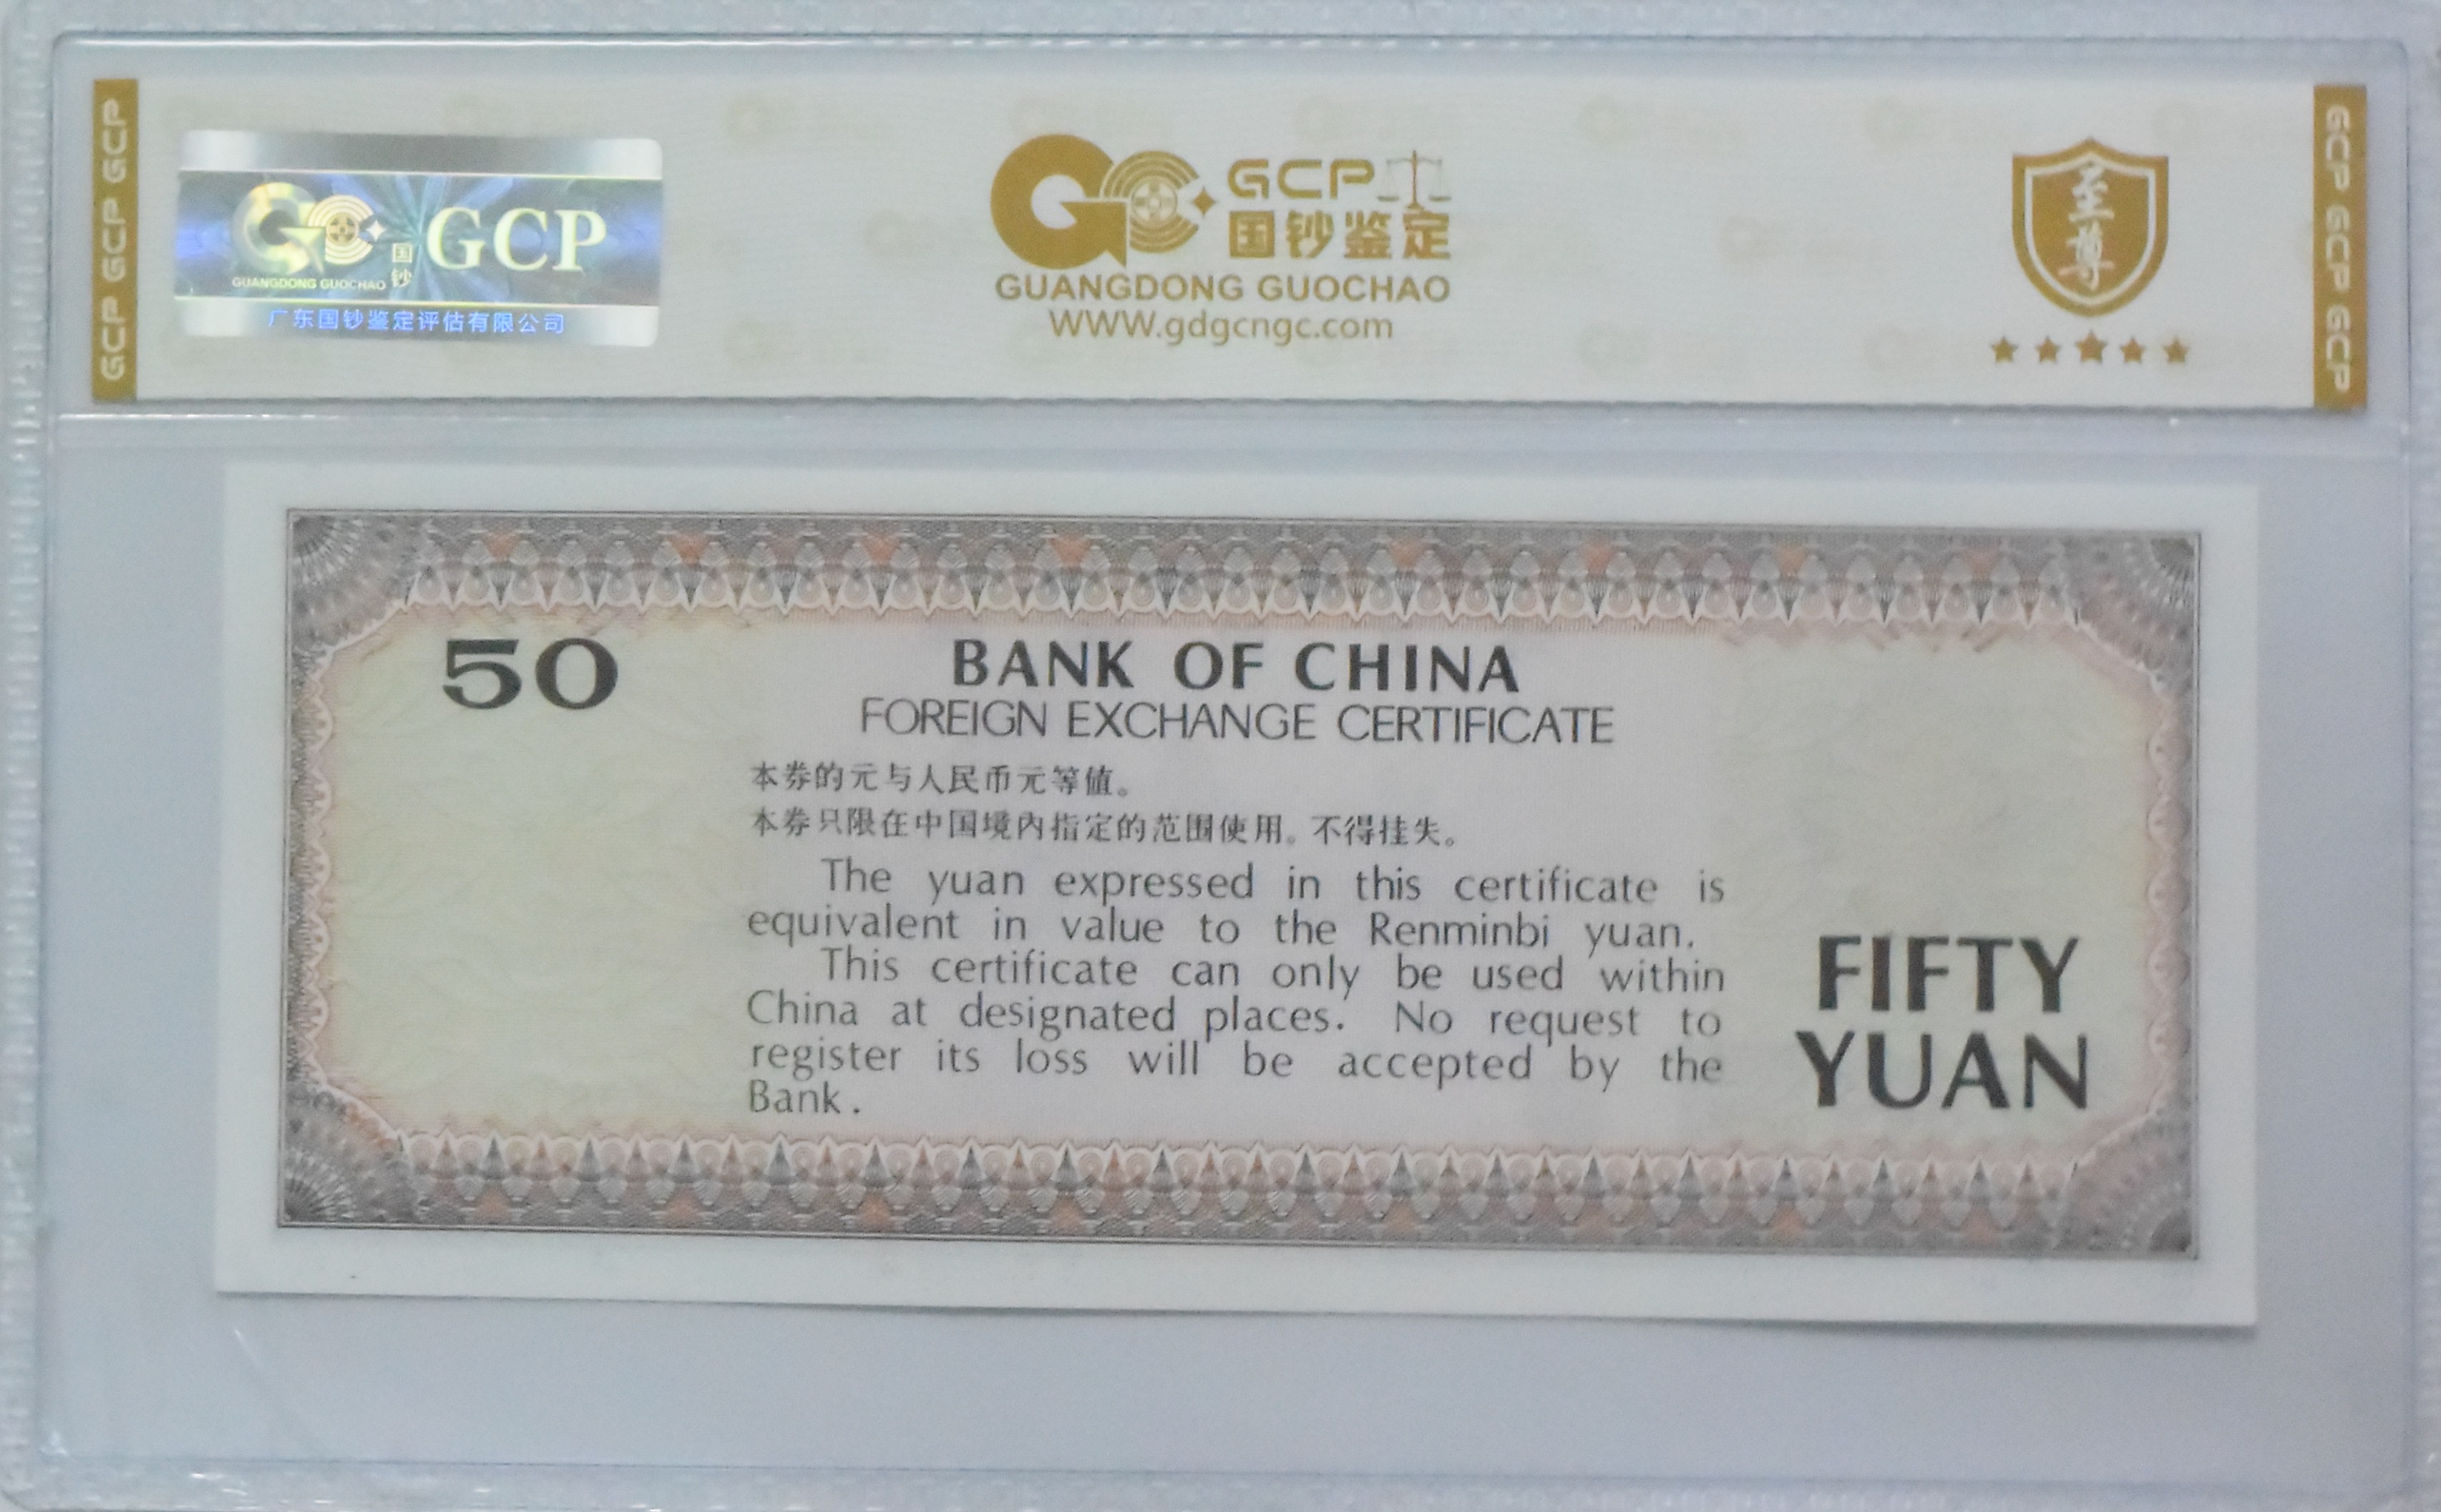 GCP GCP GCP
国钞
GCP
GUANGDONG GUOCHAO
广东国钞鉴定评估有限公司
GCP
国钞鉴定
GUANGDONG GUOCHAO
WWW.gdgcngc.com
至尊
GCP GCP GCP
50
BANK OF CHINA
FOREIGN EXCHANGE CERTIFICATE
本券的元与人民币元等值。
本券只限在中国境内指定的范围使用。不得挂失。
The yuan expressed in this certificate is
equivalent in value to the Renminbi yuan.
This certificate can only be used within
China at designated places. No request to
register its loss will be accepted by the
Bank.
FIFTY
YUAN